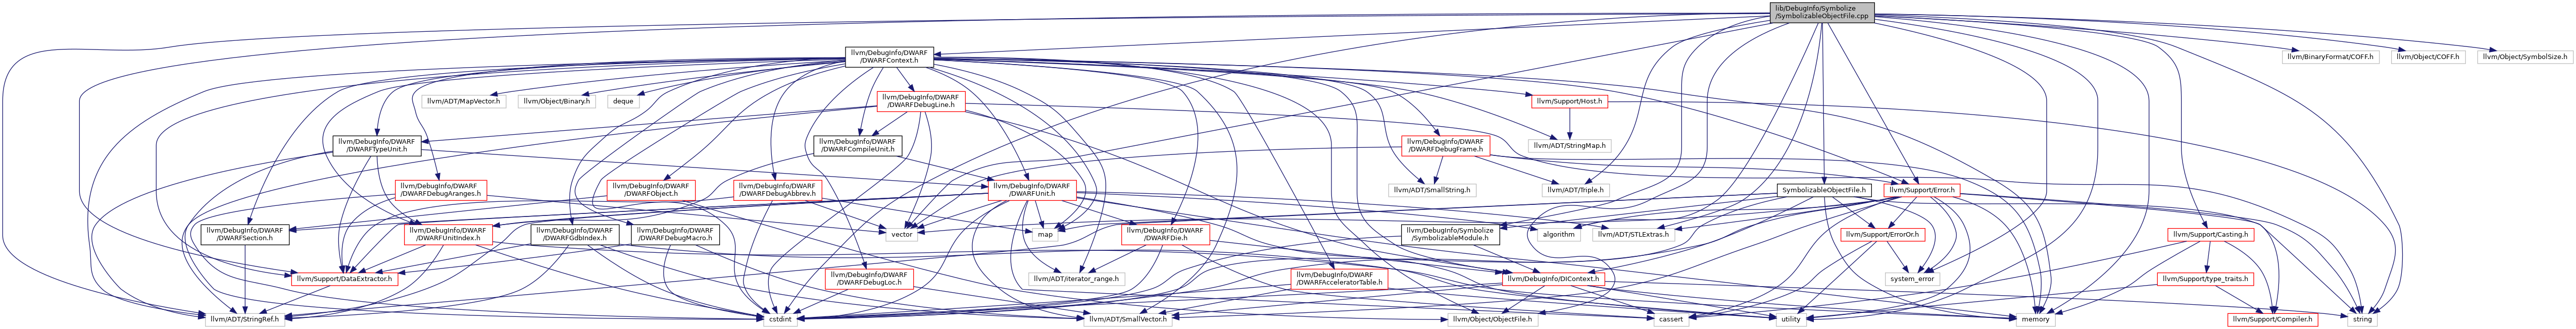 lib/DebugInfo/Symbolize
/SymbolizableObjectFile.cpp
llvm/DebugInfo/DWARF
/DWARFContext.h
llvm/BinaryFormat/COFF.h
llvm/Object/COFF.h
llvm/Object/SymbolSize.h
llvm/ADT/MapVector.h
llvm/Object/Binary.h
deque
llvm/DebugInfo/DWARF
/DWARFDebugLine.h
llvm/Support/Host.h
llvm/DebugInfo/DWARF
/DWARFTypeUnit.h
llvm/DebugInfo/DWARF
/DWARFCompileUnit.h
llvm/DebugInfo/DWARF
/DWARFDebugFrame.h
llvm/ADT/StringMap.h
llvm/DebugInfo/DWARF
/DWARFDebugAranges.h
llvm/DebugInfo/DWARF
/DWARFObject.h
llvm/DebugInfo/DWARF
/DWARFDebugAbbrev.h
llvm/DebugInfo/DWARF
/DWARFUnit.h
llvm/ADT/SmallString.h
llvm/ADT/Triple.h
SymbolizableObjectFile.h
llvm/Support/Error.h
llvm/DebugInfo/DWARF
/DWARFSection.h
llvm/DebugInfo/DWARF
/DWARFUnitIndex.h
llvm/DebugInfo/DWARF
/DWARFGdbIndex.h
llvm/DebugInfo/DWARF
/DWARFDebugMacro.h
vector
map
llvm/DebugInfo/DWARF
/DWARFDie.h
llvm/DebugInfo/Symbolize
/SymbolizableModule.h
algorithm
llvm/ADT/STLExtras.h
llvm/Support/ErrorOr.h
llvm/Support/Casting.h
llvm/Support/DataExtractor.h
llvm/DebugInfo/DWARF
/DWARFDebugLoc.h
llvm/ADT/iterator_range.h
llvm/DebugInfo/DWARF
/DWARFAcceleratorTable.h
llvm/DebugInfo/DIContext.h
system_error
llvm/Support/type_traits.h
llvm/ADT/StringRef.h
cstdint
llvm/ADT/SmallVector.h
llvm/Object/ObjectFile.h
cassert
utility
memory
llvm/Support/Compiler.h
string